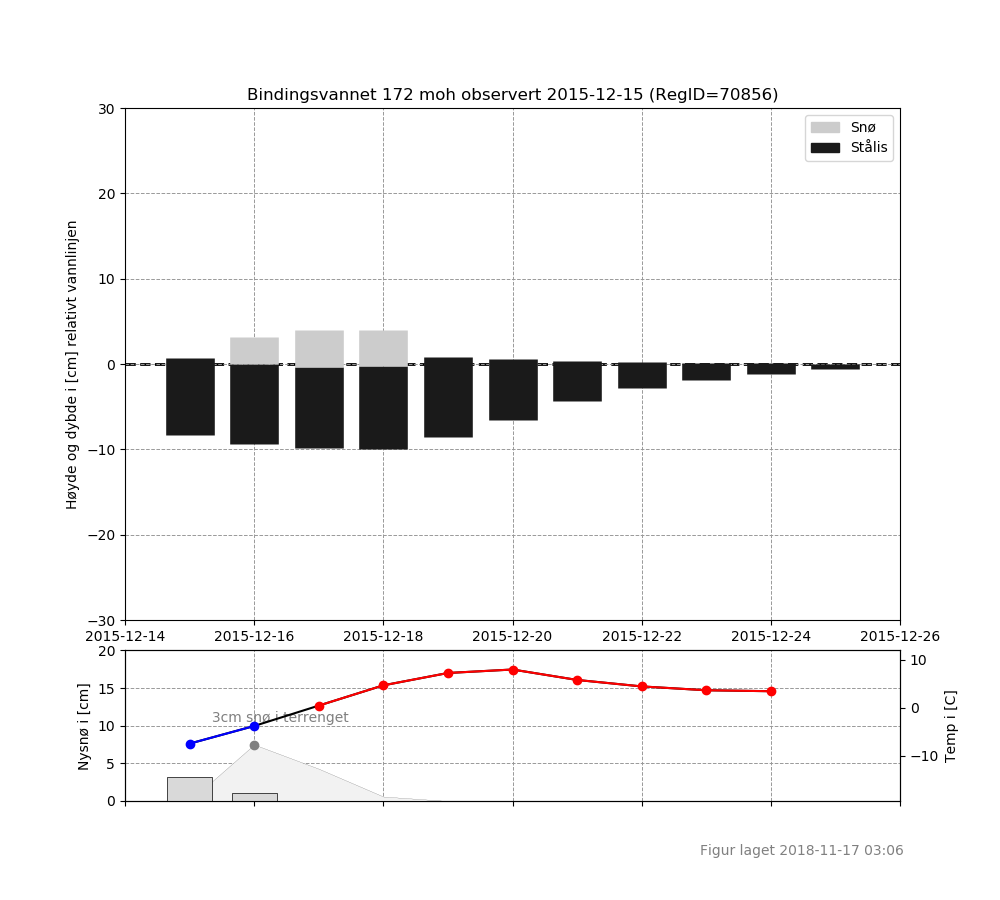 Bindingsvannet 172 moh observert 2015-12-15 (RegID=70856)
Snø
Stålis
Høyde og dybde i [cm] relativt vannlinjen
30
20
10
0
−10
−20
−30
2015-12-14 2015-12-16 2015-12-18 2015-12-20 2015-12-22 2015-12-24 2015-12-26
Nysnø i [cm]
20
15
10
5
0
3cm snø i terrenget
10
0
−10
Temp i [C]
Figur laget 2018-11-17 03:06